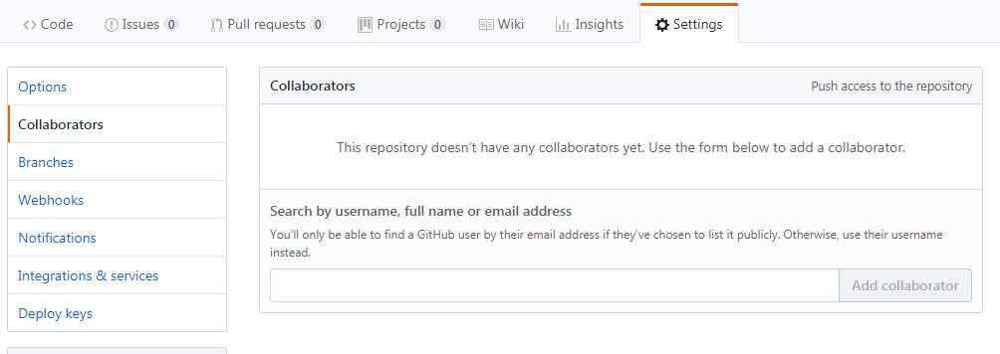 Code Issues 0 Pull requests 0 Projects 0 Wiki Insights Settings
Options
Collaborators
Branches
Webhooks
Notifications
Integrations & services
Deploy keys
Collaborators Push access to the repository
This repository doesn’t have any collaborators yet. Use the form below to add a collaborator.
Search by username, full name or email address
You’ll only be able to find a GitHub user by their email address if they’ve chosen to list it publicly. Otherwise, use their username
instead.
Add collaborator